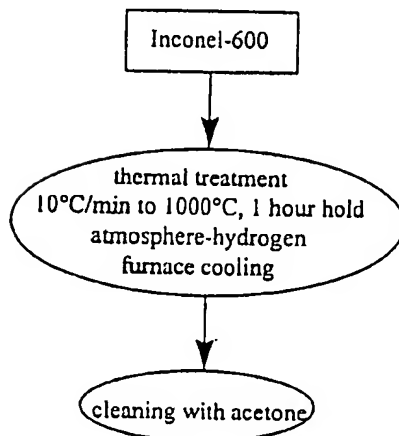 Inconel-600
thermal treatment
10°C/min to 1000°C, 1 hour hold
atmosphere-hydrogen
furnace cooling
cleaning with acetone